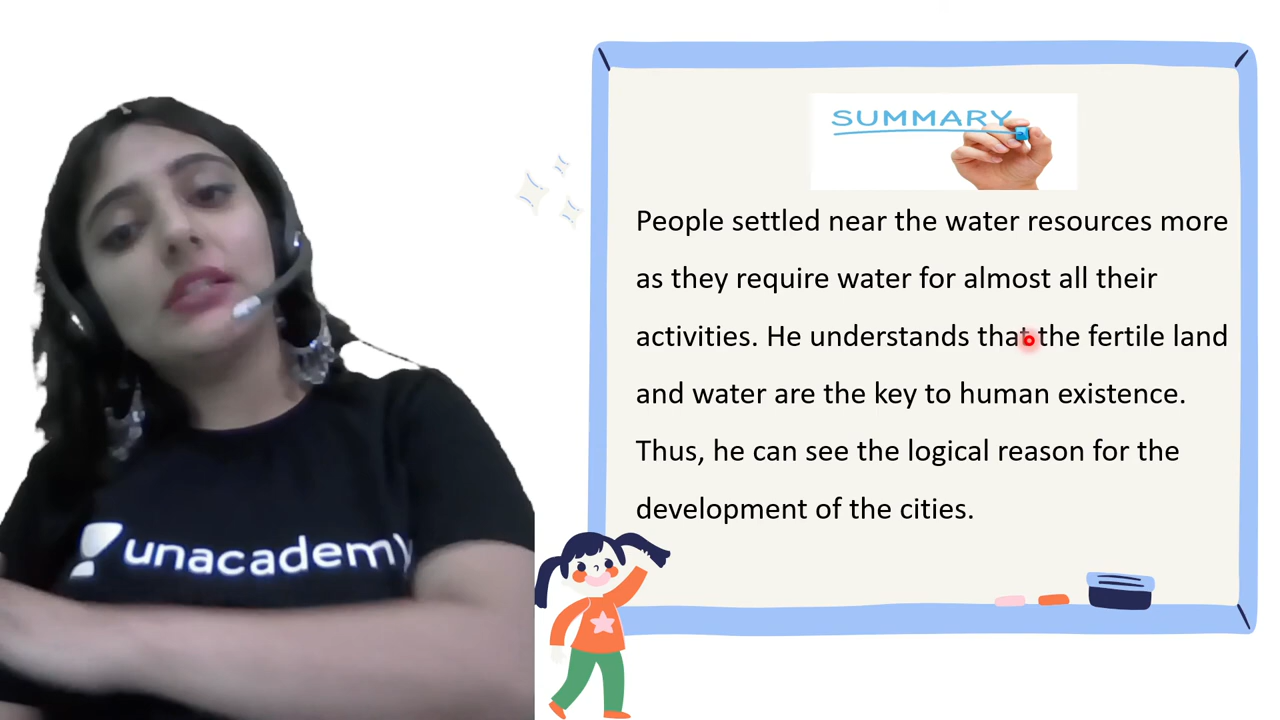 SUMMARY
People settled near the water resources more
as they require water for almost all their
activities. He understands that the fertile land
and water are the key to human existence.
Thus, he can see the logical reason for the
development of the cities.
unacademy